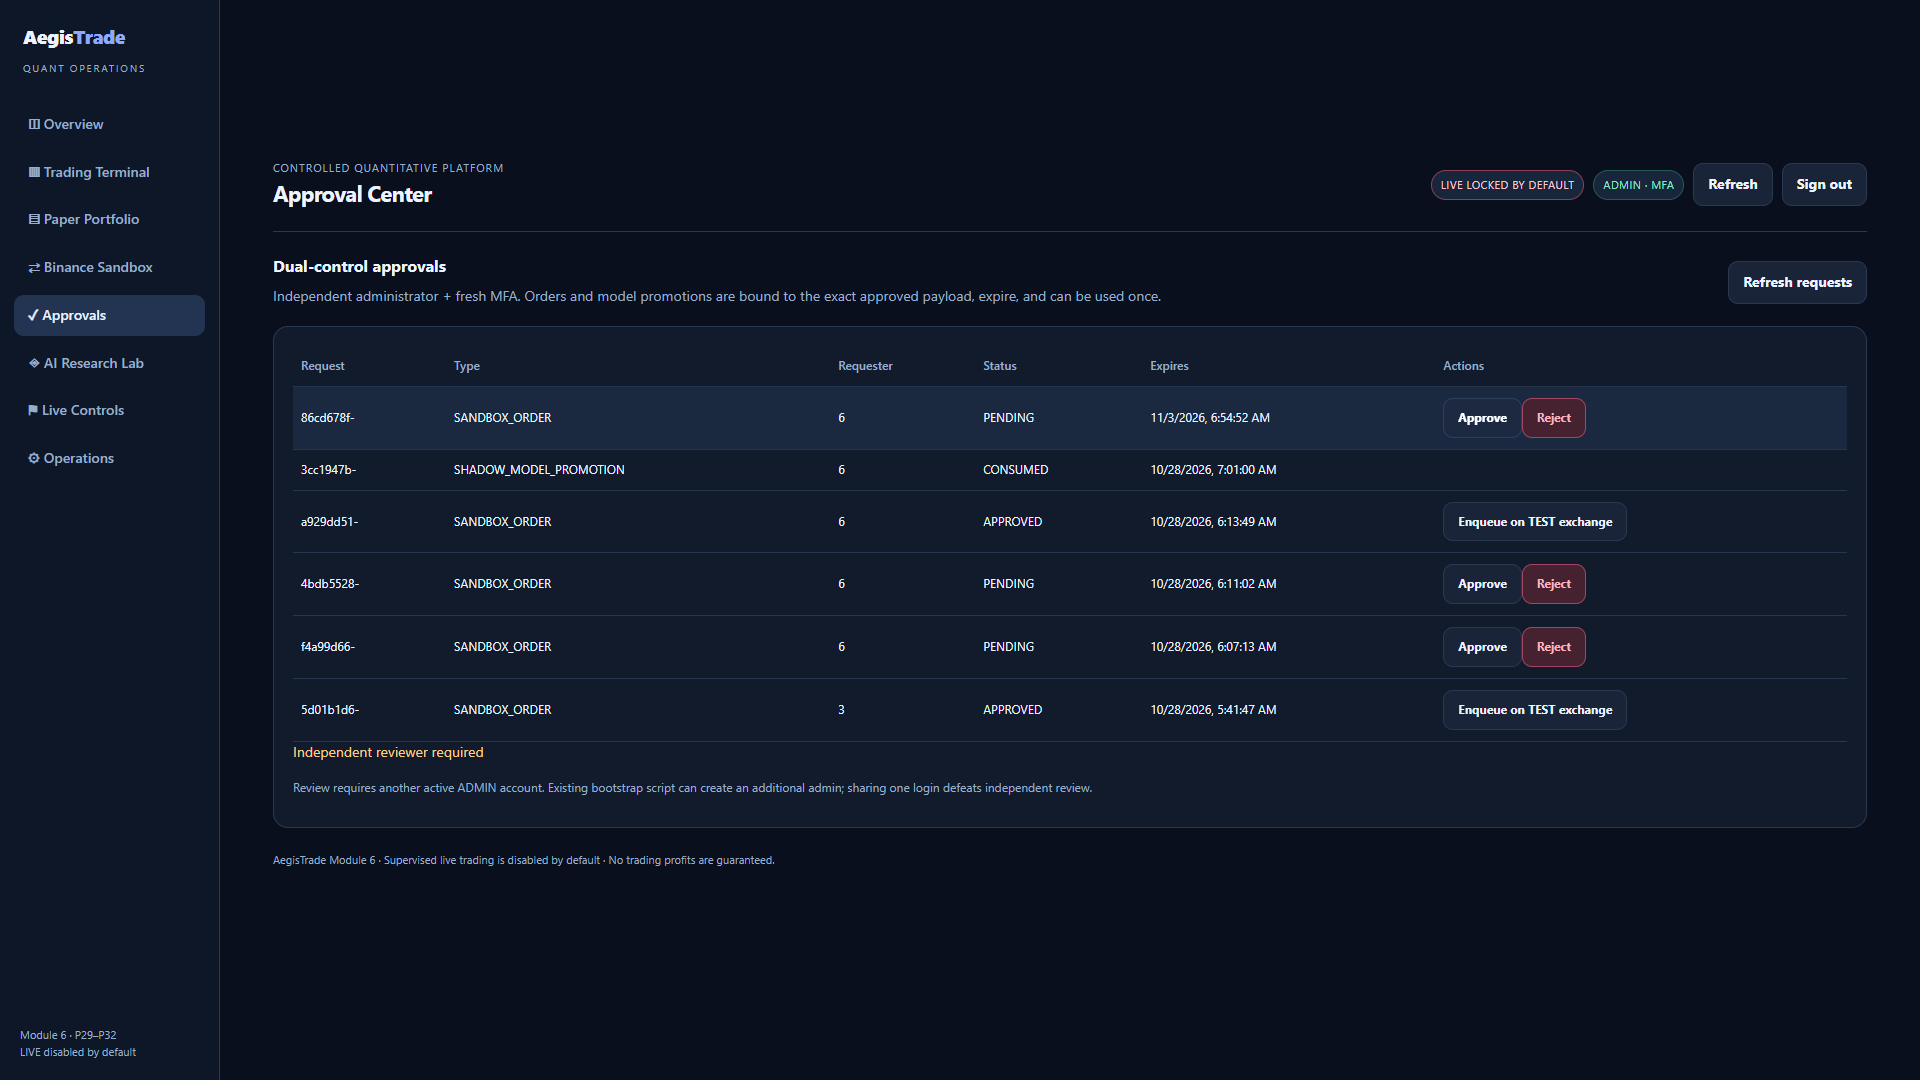 AegisTrade
QUANT OPERATIONS
Overview
Trading Terminal
Paper Portfolio
Binance Sandbox
Approvals
AI Research Lab
Live Controls
Operations
Module 6 · P29–P32
LIVE disabled by default
CONTROLLED QUANTITATIVE PLATFORM
Approval Center
LIVE LOCKED BY DEFAULT
ADMIN · MFA
Refresh
Sign out
Dual-control approvals
Independent administrator + fresh MFA. Orders and model promotions are bound to the exact approved payload, expire, and can be used once.
Refresh requests
Request Type Requester Status Expires Actions
86cd678f- SANDBOX_ORDER 6 PENDING 11/3/2026, 6:54:52 AM Approve Reject
3cc1947b- SHADOW_MODEL_PROMOTION 6 CONSUMED 10/28/2026, 7:01:00 AM
a929dd51- SANDBOX_ORDER 6 APPROVED 10/28/2026, 6:13:49 AM Enqueue on TEST exchange
4bdb5528- SANDBOX_ORDER 6 PENDING 10/28/2026, 6:11:02 AM Approve Reject
f4a99d66- SANDBOX_ORDER 6 PENDING 10/28/2026, 6:07:13 AM Approve Reject
5d01b1d6- SANDBOX_ORDER 3 APPROVED 10/28/2026, 5:41:47 AM Enqueue on TEST exchange
Independent reviewer required
Review requires another active ADMIN account. Existing bootstrap script can create an additional admin; sharing one login defeats independent review.
AegisTrade Module 6 · Supervised live trading is disabled by default · No trading profits are guaranteed.